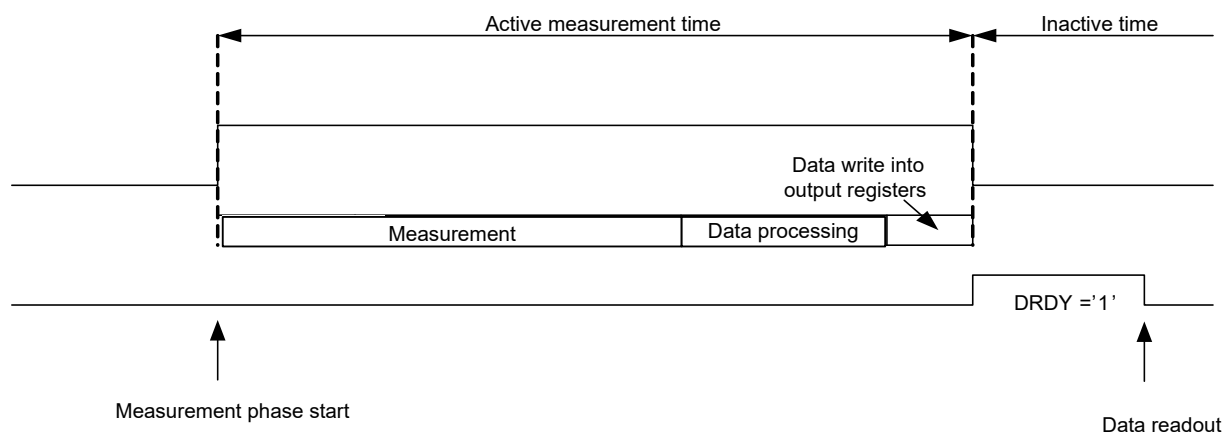 Active measurement time
Inactive time
Data write into
output registers
Measurement
Data processing
DRDY ='1'
Measurement phase start
Data readout